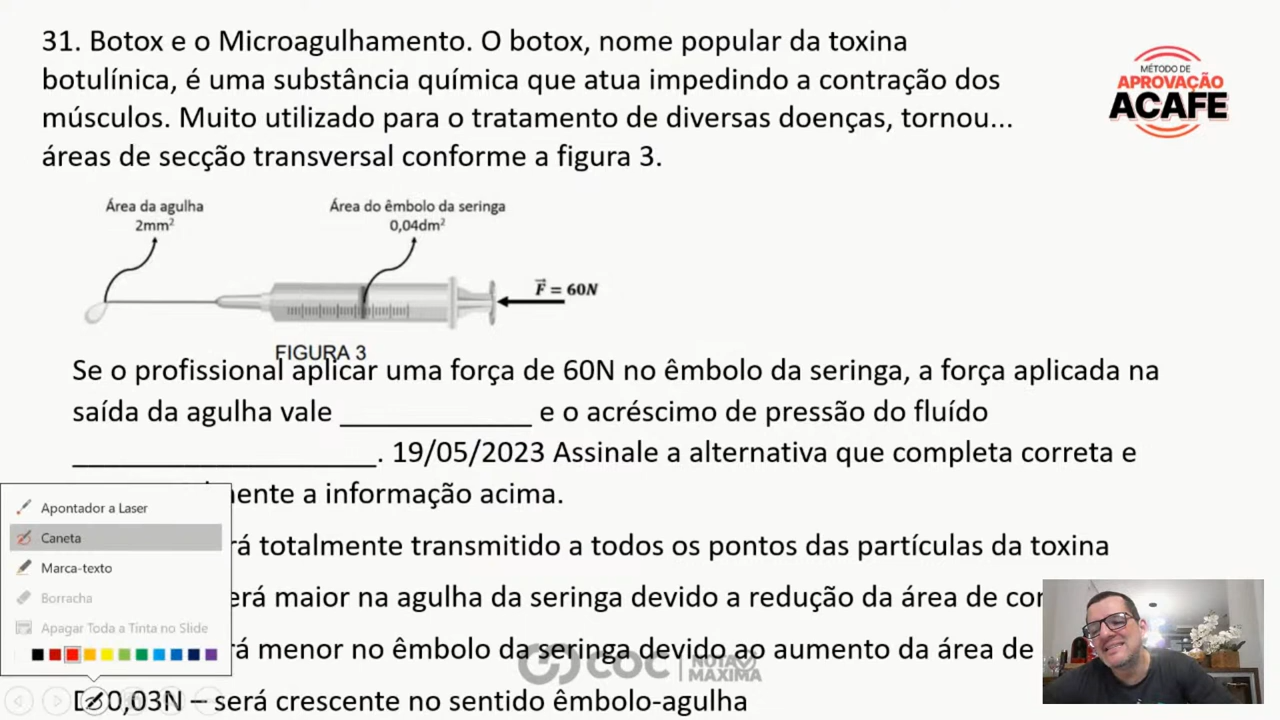 31. Botox e o Microagulhamento. O botox, nome popular da toxina
botulínica, é uma substância química que atua impedindo a contração dos
músculos. Muito utilizado para o tratamento de diversas doenças, tornou...
áreas de secção transversal conforme a figura 3.
MÉTODO DE
APROVAÇÃO
ACAFE
Área da agulha
2mm²
Área do êmbolo da seringa
0,04dm²
F⃗ = 60N
FIGURA 3
Se o profissional aplicar uma força de 60N no êmbolo da seringa, a força aplicada na
saída da agulha vale ____________ e o acréscimo de pressão do fluído
___________________. 19/05/2023 Assinale a alternativa que completa correta e
a informação acima.
totalmente transmitido a todos os pontos das partículas da toxina
maior na agulha da seringa devido a redução da área de
menor no êmbolo da seringa devido ao aumento da área de
0,03N – será crescente no sentido êmbolo-agulha
Apontador a Laser
Caneta
Marca-texto
Borracha
Apagar Toda a Tinta no Slide
COC
NOTA
MÁXIMA